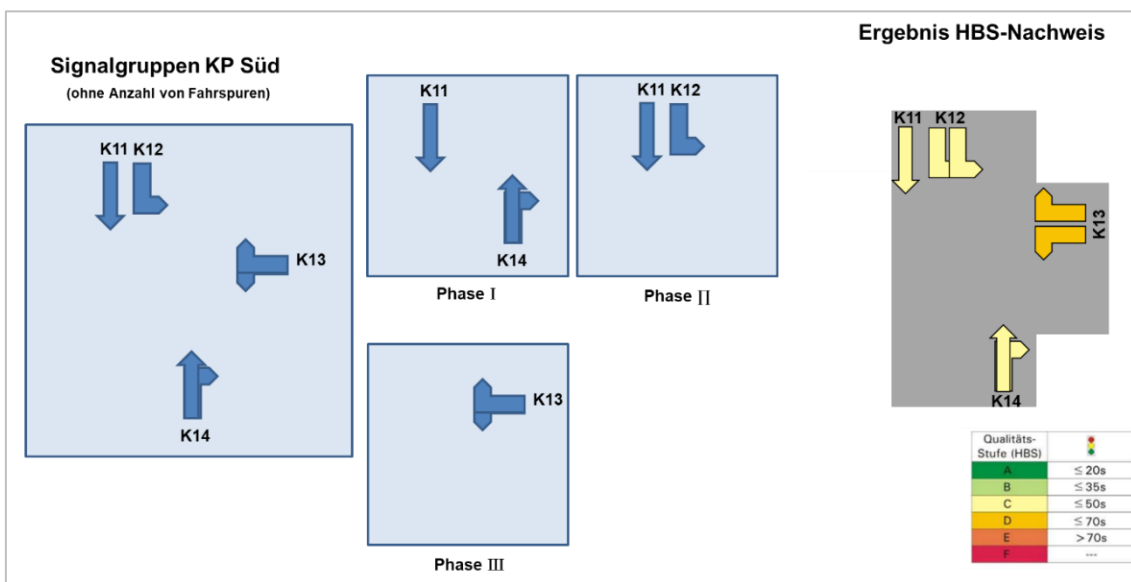 Ergebnis HBS-Nachweis
Signalgruppen KP Süd
(ohne Anzahl von Fahrspuren)
K11 K12
K13
K14
K11
K14
Phase I
K11 K12
Phase II
K13
Phase III
K11 K12
K13
K14
Qualitäts-
Stufe (HBS)
A ≤ 20s
B ≤ 35s
C ≤ 50s
D ≤ 70s
E > 70s
F ---